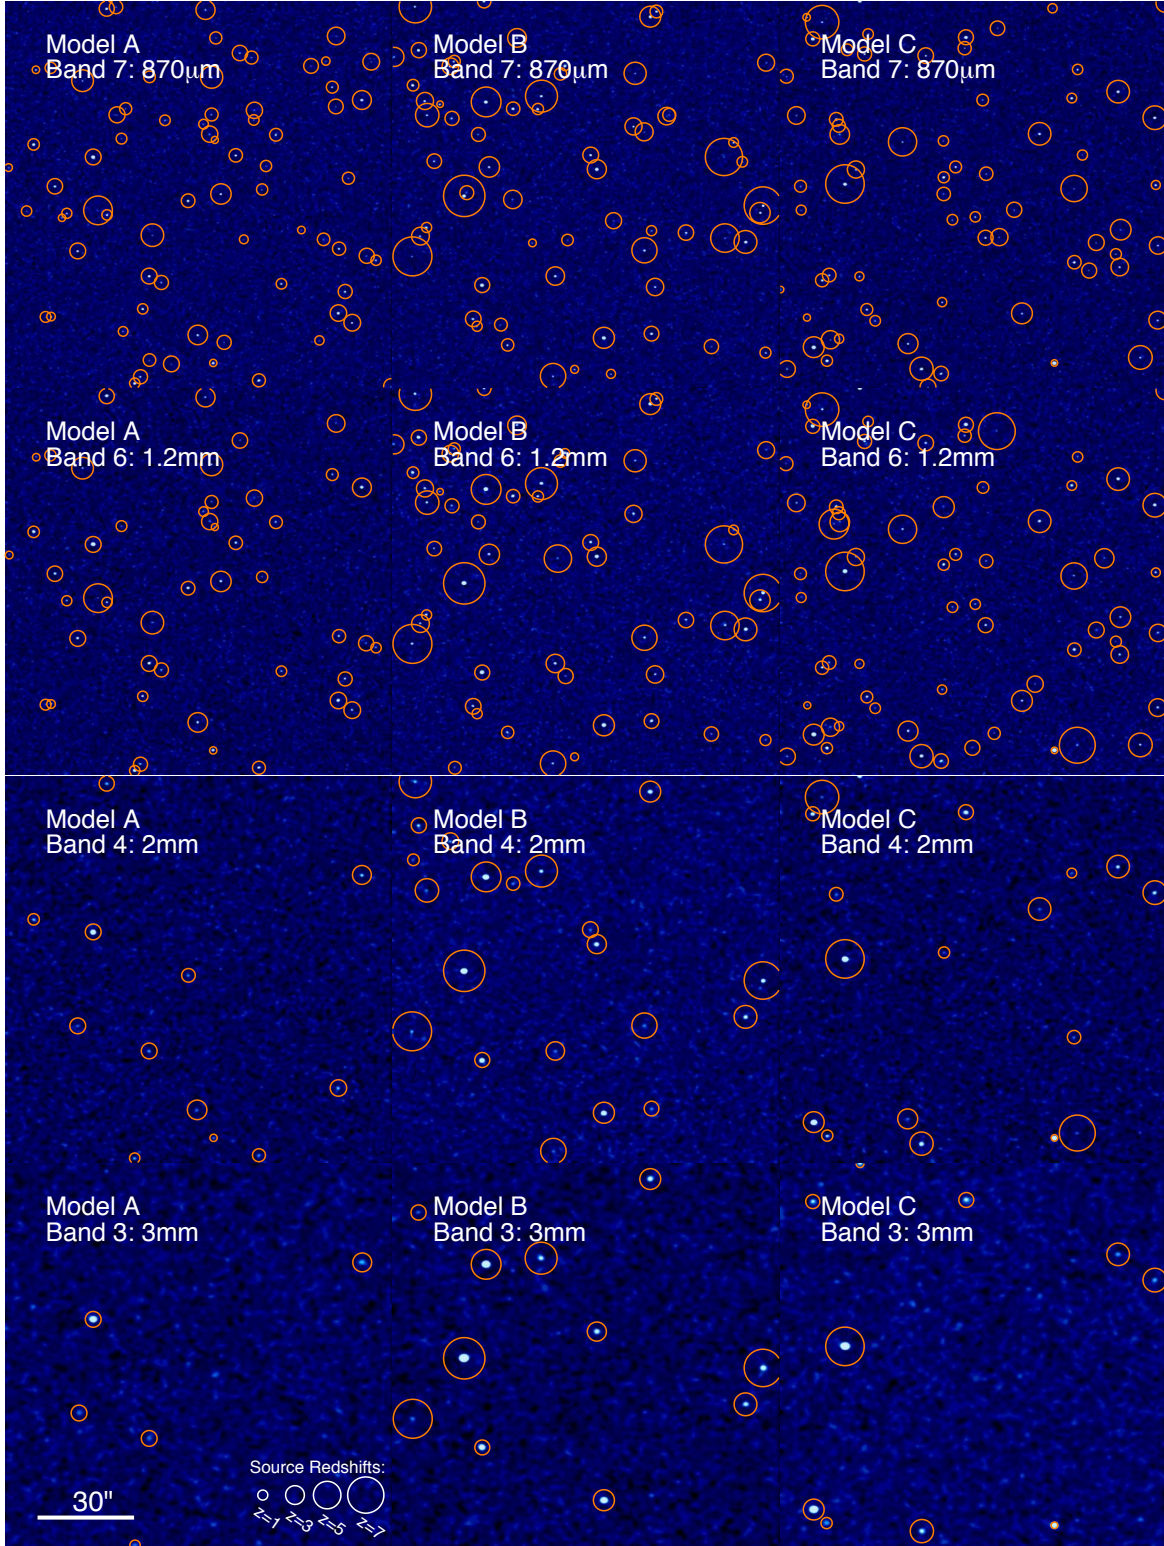 Model A
Band 7: 870μm
Model B
Band 7: 870μm
Model C
Band 7: 870μm
Model A
Band 6: 1.2mm
Model B
Band 6: 1.2mm
Model C
Band 6: 1.2mm
Model A
Band 4: 2mm
Model B
Band 4: 2mm
Model C
Band 4: 2mm
Model A
Band 3: 3mm
Model B
Band 3: 3mm
Model C
Band 3: 3mm
Source Redshifts:
z=1 z=3 z=5 z=7
30"